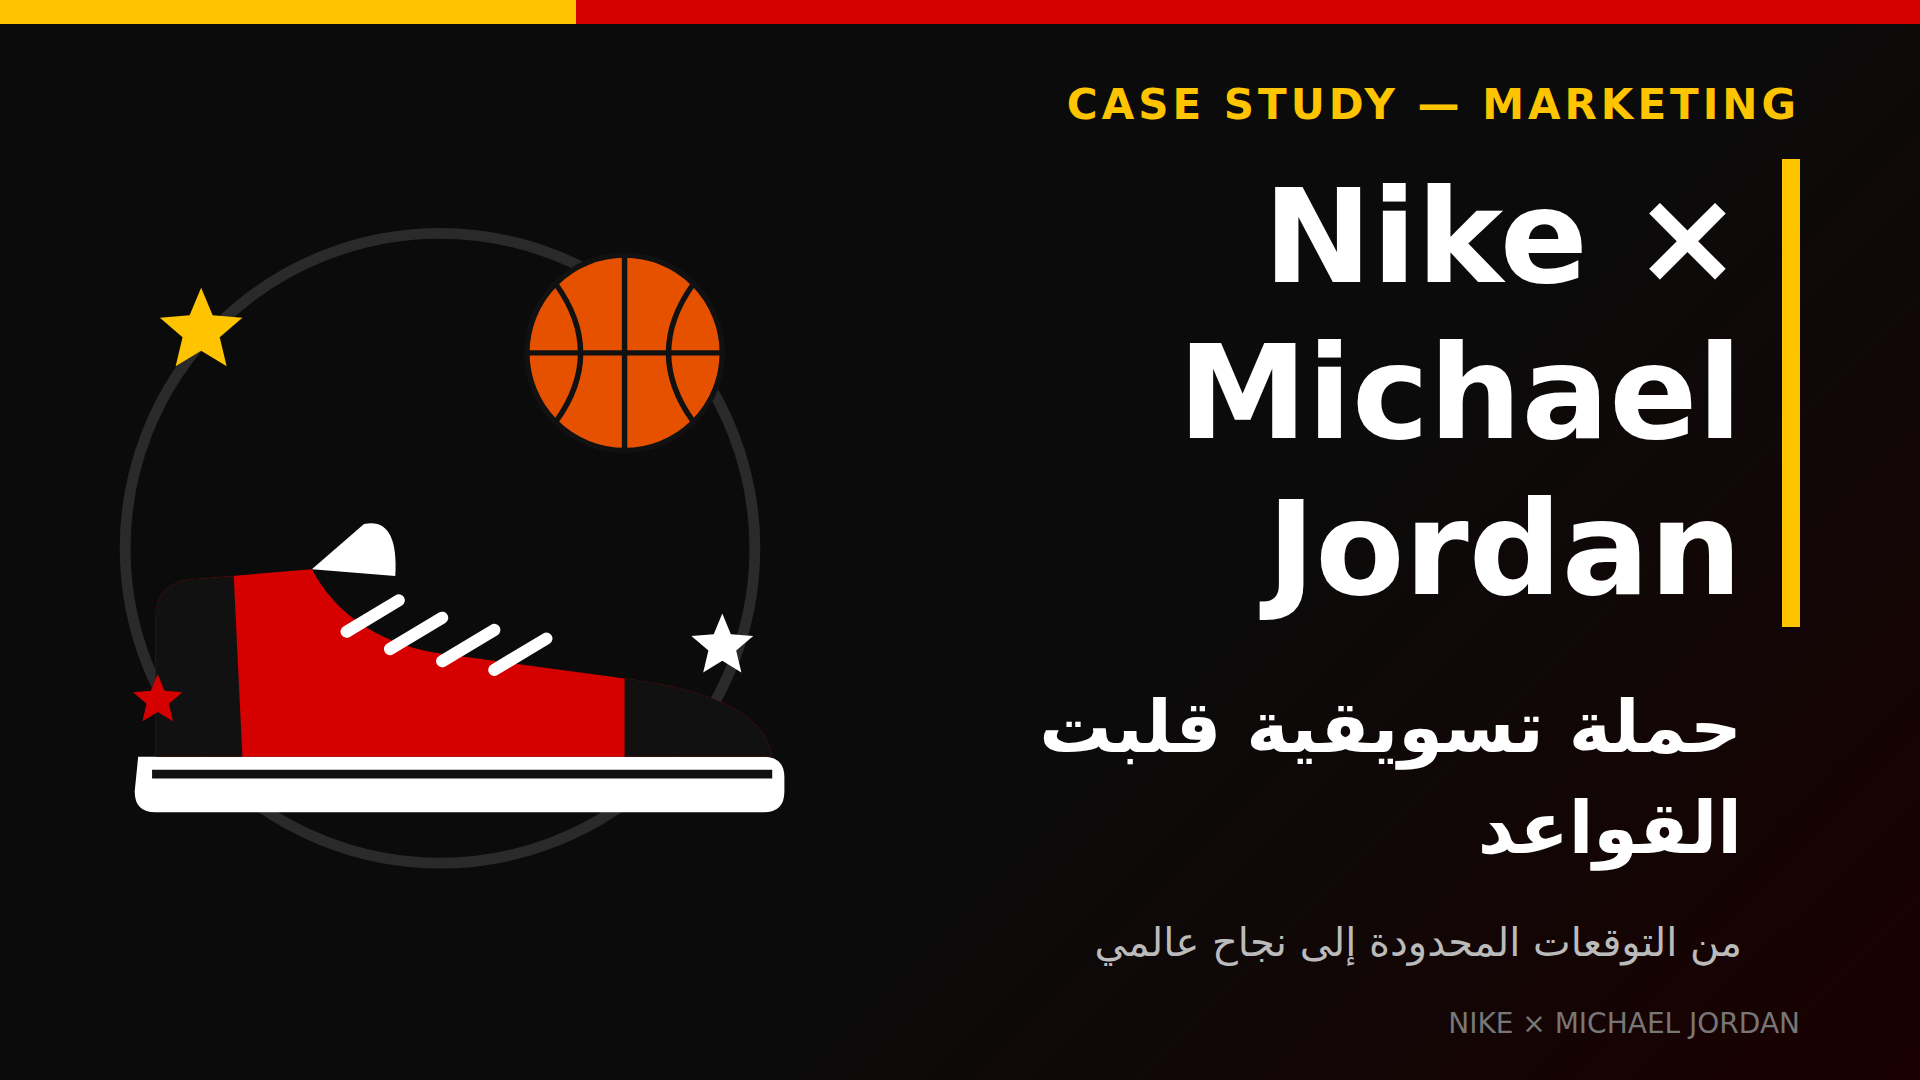 CASE STUDY — MARKETING
Nike ×
Michael
Jordan
حملة تسويقية قلبت
القواعد
من التوقعات المحدودة إلى نجاح عالمي
NIKE × MICHAEL JORDAN